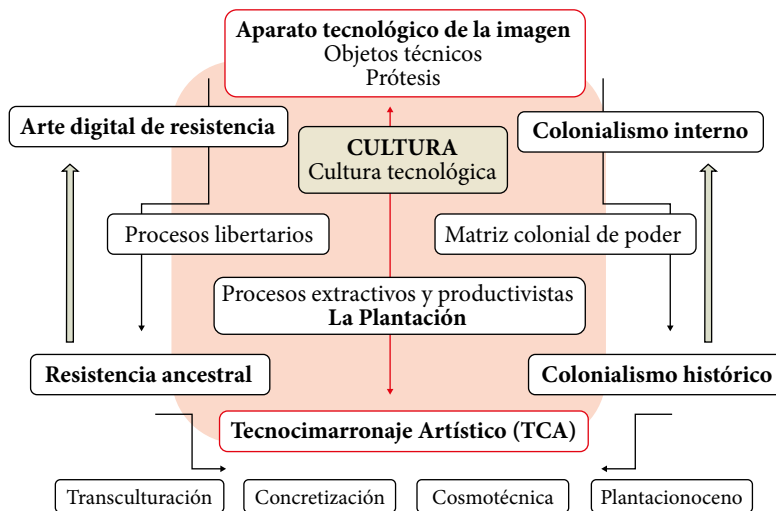 Aparato tecnológico de la imagen
Objetos técnicos
Prótesis
Arte digital de resistencia
CULTURA
Cultura tecnológica
Colonialismo interno
Procesos libertarios
Matriz colonial de poder
Procesos extractivos y productivistas
La Plantación
Resistencia ancestral
Colonialismo histórico
Tecnocimarronaje Artístico (TCA)
Transculturación
Concretización
Cosmotécnica
Plantacionoceno